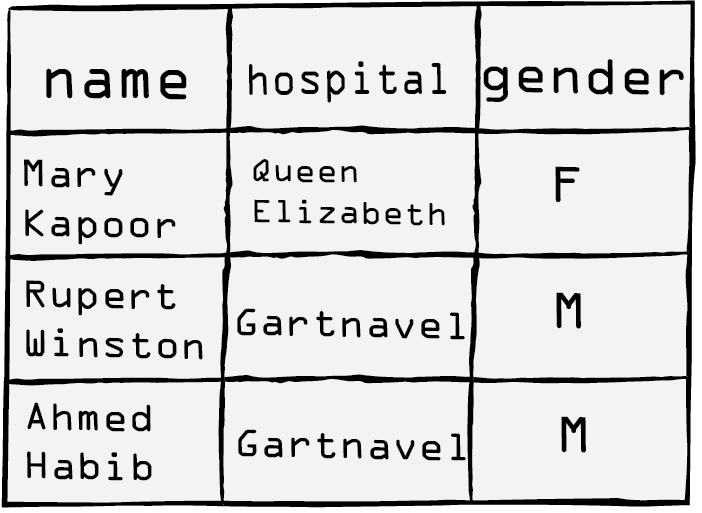 name hospital gender
Mary Kapoor Queen Elizabeth F
Rupert Winston Gartnavel M
Ahmed Habib Gartnavel M